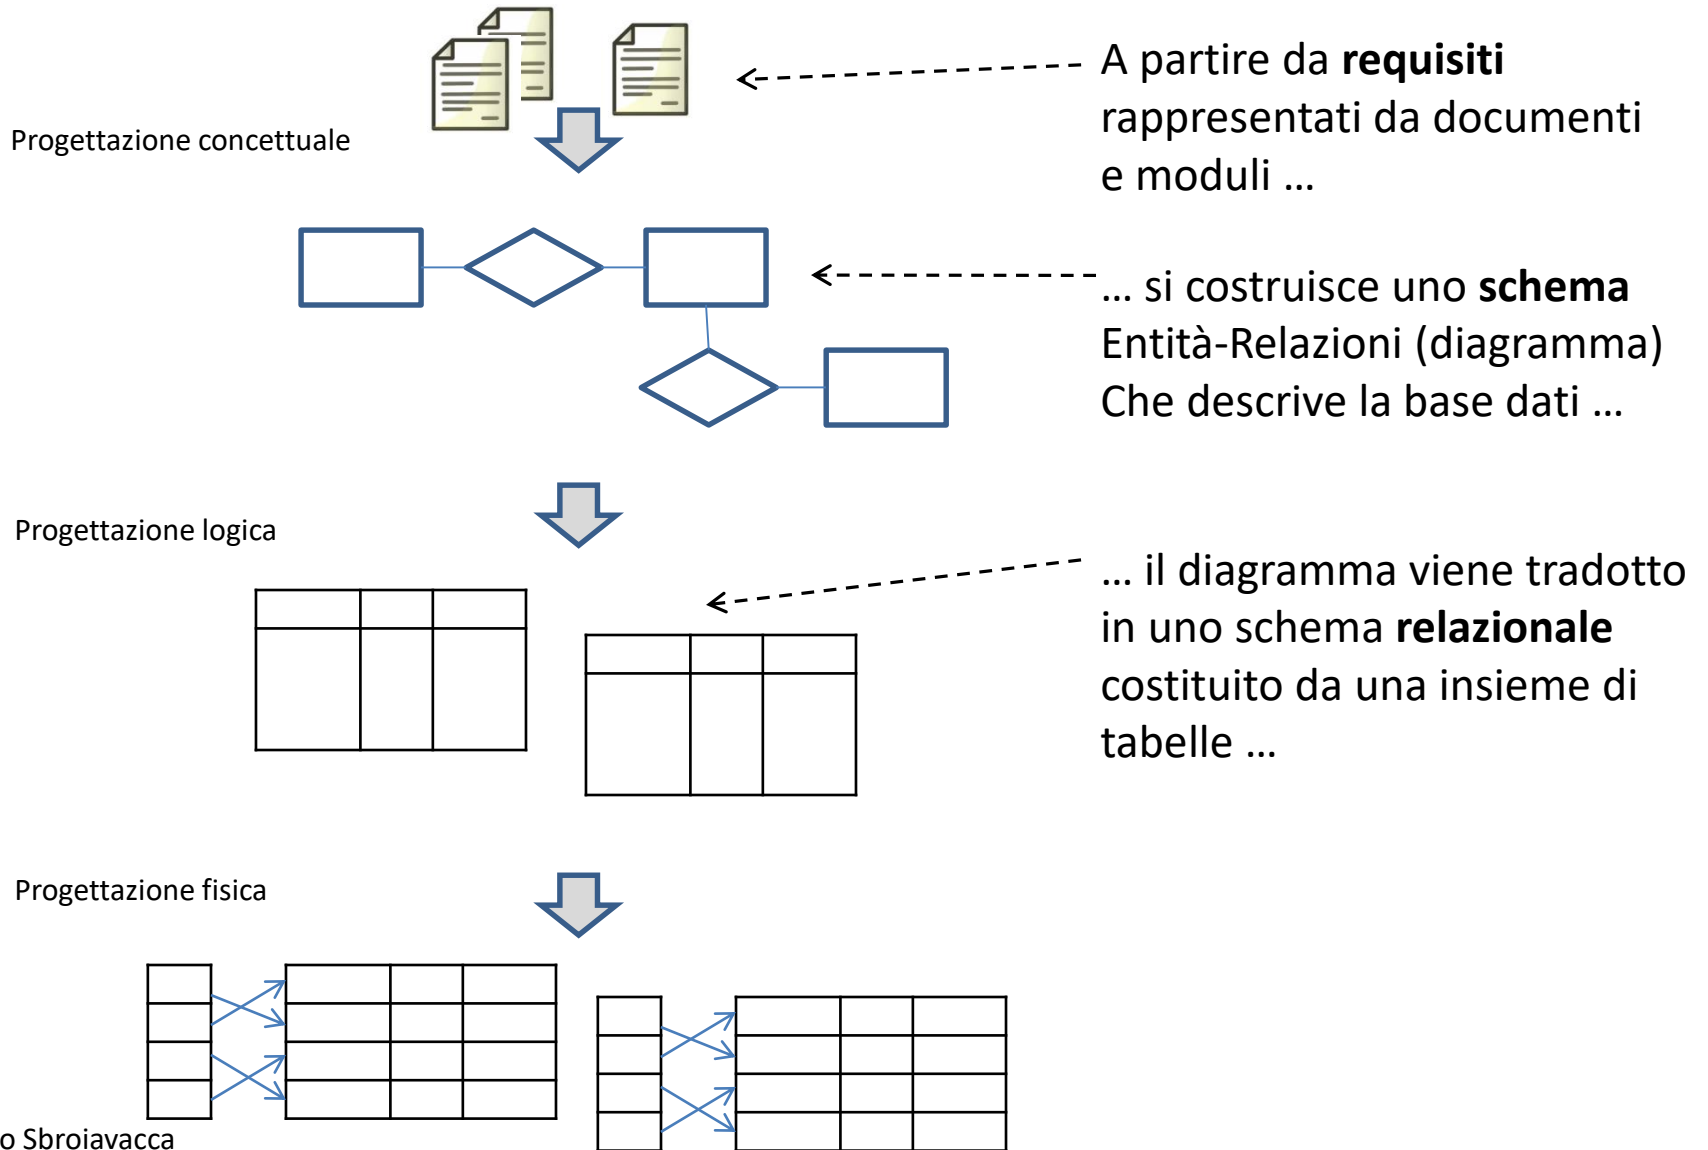 A partire da requisiti
rappresentati da documenti
e moduli …
Progettazione concettuale
… si costruisce uno schema
Entità-Relazioni (diagramma)
Che descrive la base dati …
Progettazione logica
… il diagramma viene tradotto
in uno schema relazionale
costituito da una insieme di
tabelle …
Progettazione fisica
o Sbroiavacca